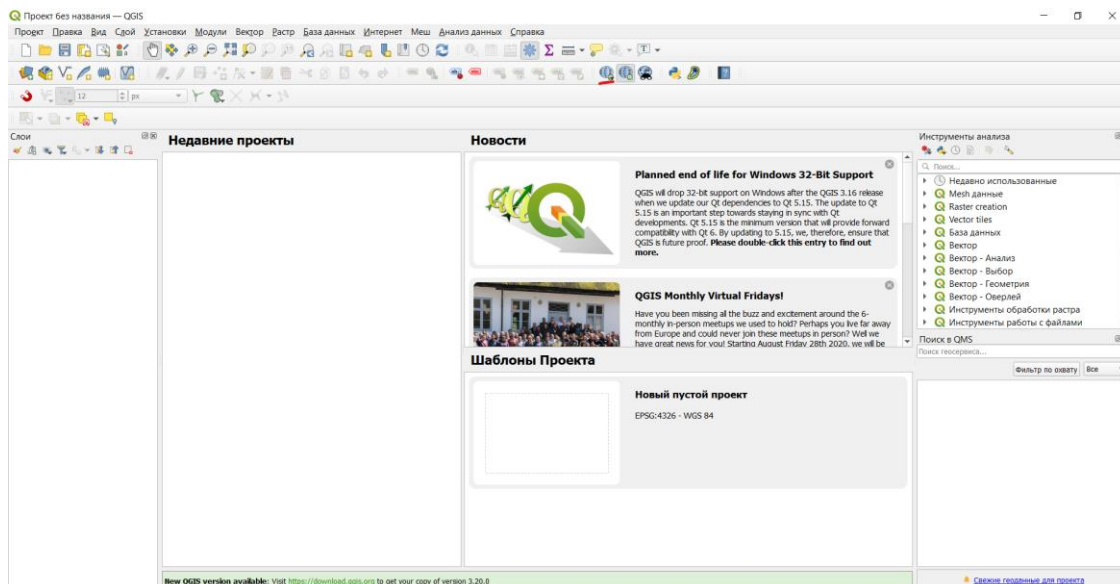 Проект без названия — QGIS
Проект Правка Вид Слой Установки Модули Вектор Растр База данных Интернет Меш Анализ данных Справка
12 px
Слои
Недавние проекты
Новости
Planned end of life for Windows 32-Bit Support
QGIS will drop 32-bit support on Windows after the QGIS 3.16 release
when we update our Qt dependencies to Qt 5.15. The update to Qt
5.15 is an important step towards staying in sync with Qt
developments. Qt 5.15 is the minimum version that will provide forward
compatibility with Qt 6. By updating to 5.15, we, therefore, ensure that
QGIS is future proof. Please double-click this entry to find out
more.
QGIS Monthly Virtual Fridays!
Have you been missing all the buzz and excitement around the 6-
monthly in-person meetups we used to hold? Perhaps you live far away
from Europe and could never join these meetups in person? Well we
have great news for you! Starting August Friday 28th 2020, we will be
Шаблоны Проекта
Новый пустой проект
EPSG:4326 - WGS 84
New QGIS version available: Visit https://download.qgis.org to get your copy of version 3.20.0
Инструменты анализа
Поиск...
Недавно использованные
Mesh данные
Raster creation
Vector tiles
База данных
Вектор
Вектор - Анализ
Вектор - Выбор
Вектор - Геометрия
Вектор - Оверлей
Инструменты обработки растра
Инструменты работы с файлами
Поиск в QMS
Поиск геосервиса...
Фильтр по охвату Все
Свежие геоданные для проекта